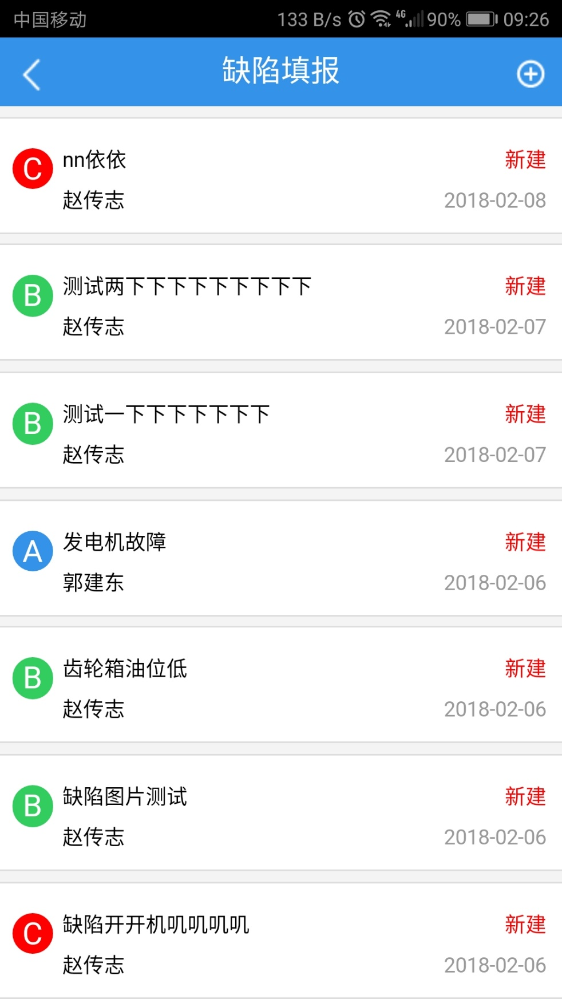 中国移动 133 B/s 4G 90% 09:26
缺陷填报
C nn依依 新建
赵传志 2018-02-08
B 测试两下下下下下下下下下 新建
赵传志 2018-02-07
B 测试一下下下下下下下 新建
赵传志 2018-02-07
A 发电机故障 新建
郭建东 2018-02-06
B 齿轮箱油位低 新建
赵传志 2018-02-06
B 缺陷图片测试 新建
赵传志 2018-02-06
C 缺陷开开机叽叽叽叽 新建
赵传志 2018-02-06